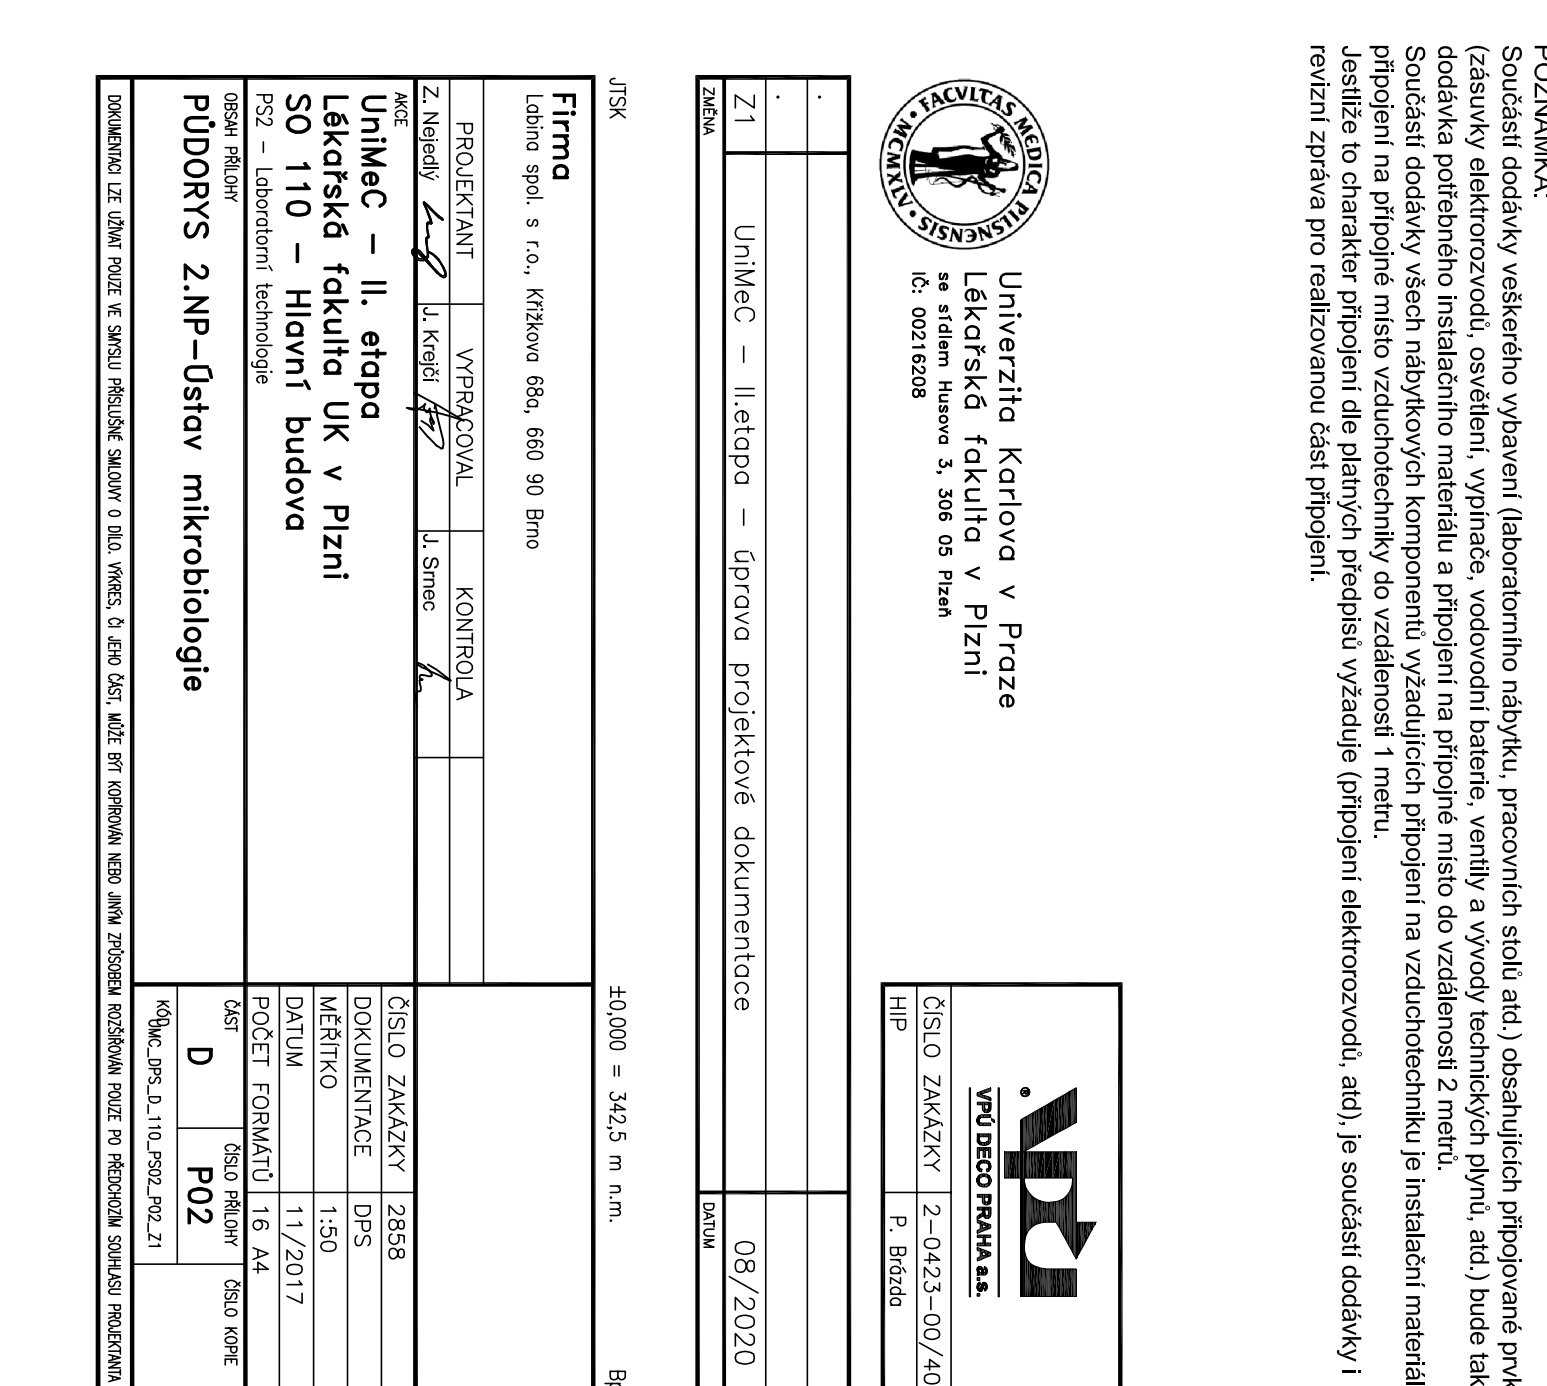 POZNÁMKA:
Součástí dodávky veškerého vybavení (laboratorního nábytku, pracovních stolů atd.) obsahujících připojované
(zásuvky elektrorozvodů, osvětlení, vypínače, vodovodní baterie, ventily a vývody technických plynů, atd.) bude
dodávka potřebného instalačního materiálu a připojení na přípojné místo do vzdálenosti 2 metrů.
Součástí dodávky všech nábytkových komponentů vyžadujících připojení na vzduchotechniku je instalační
připojení na přípojné místo vzduchotechniky do vzdálenosti 1 metru.
Jestliže to charakter připojení dle platných předpisů vyžaduje (připojení elektrorozvodů, atd), je součástí dodávky i
revizní zpráva pro realizovanou část připojení.
FACVLTAS MEDICA PILSNENSIS • MCMXLV •
Univerzita Karlova v Praze
Lékařská fakulta v Plzni
se sídlem Husova 3, 306 05 Plzeň
IČ: 00216208
®
VPÚ DECO PRAHA a.s.
ČÍSLO ZAKÁZKY 2-0423-00/40
HIP P. Brázda
.
.
Z1 UniMeC - II.etapa - úprava projektové dokumentace 08/2020
ZMĚNA DATUM
JTSK ±0,000 = 342,5 m n.m.
Firma
Labina spol. s r.o., Křižkova 68a, 660 90 Brno
PROJEKTANT VYPRACOVAL KONTROLA
Z. Nejedlý J. Krejčí J. Srnec
AKCE
UniMeC - II. etapa
Lékařská fakulta UK v Plzni
SO 110 - Hlavní budova
PS2 - Laboratorní technologie
ČÍSLO ZAKÁZKY 2858
DOKUMENTACE DPS
MĚŘÍTKO 1:50
DATUM 11/2017
POČET FORMÁTŮ 16 A4
OBSAH PŘÍLOHY
PŮDORYS 2.NP-Ústav mikrobiologie
ČÁST ČÍSLO PŘÍLOHY ČÍSLO KOPIE
D P02
KÓD
UMC_DPS_D_110_PS02_P02_Z1
DOKUMENTACI LZE UŽÍVAT POUZE VE SMYSLU PŘÍSLUŠNÉ SMLOUVY O DÍLO. VÝKRES, ČI JEHO ČÁST, MŮŽE BÝT KOPÍROVÁN NEBO JINÝM ZPŮSOBEM ROZŠIŘOVÁN POUZE PO PŘEDCHOZÍM SOUHLASU PROJEKTANTA